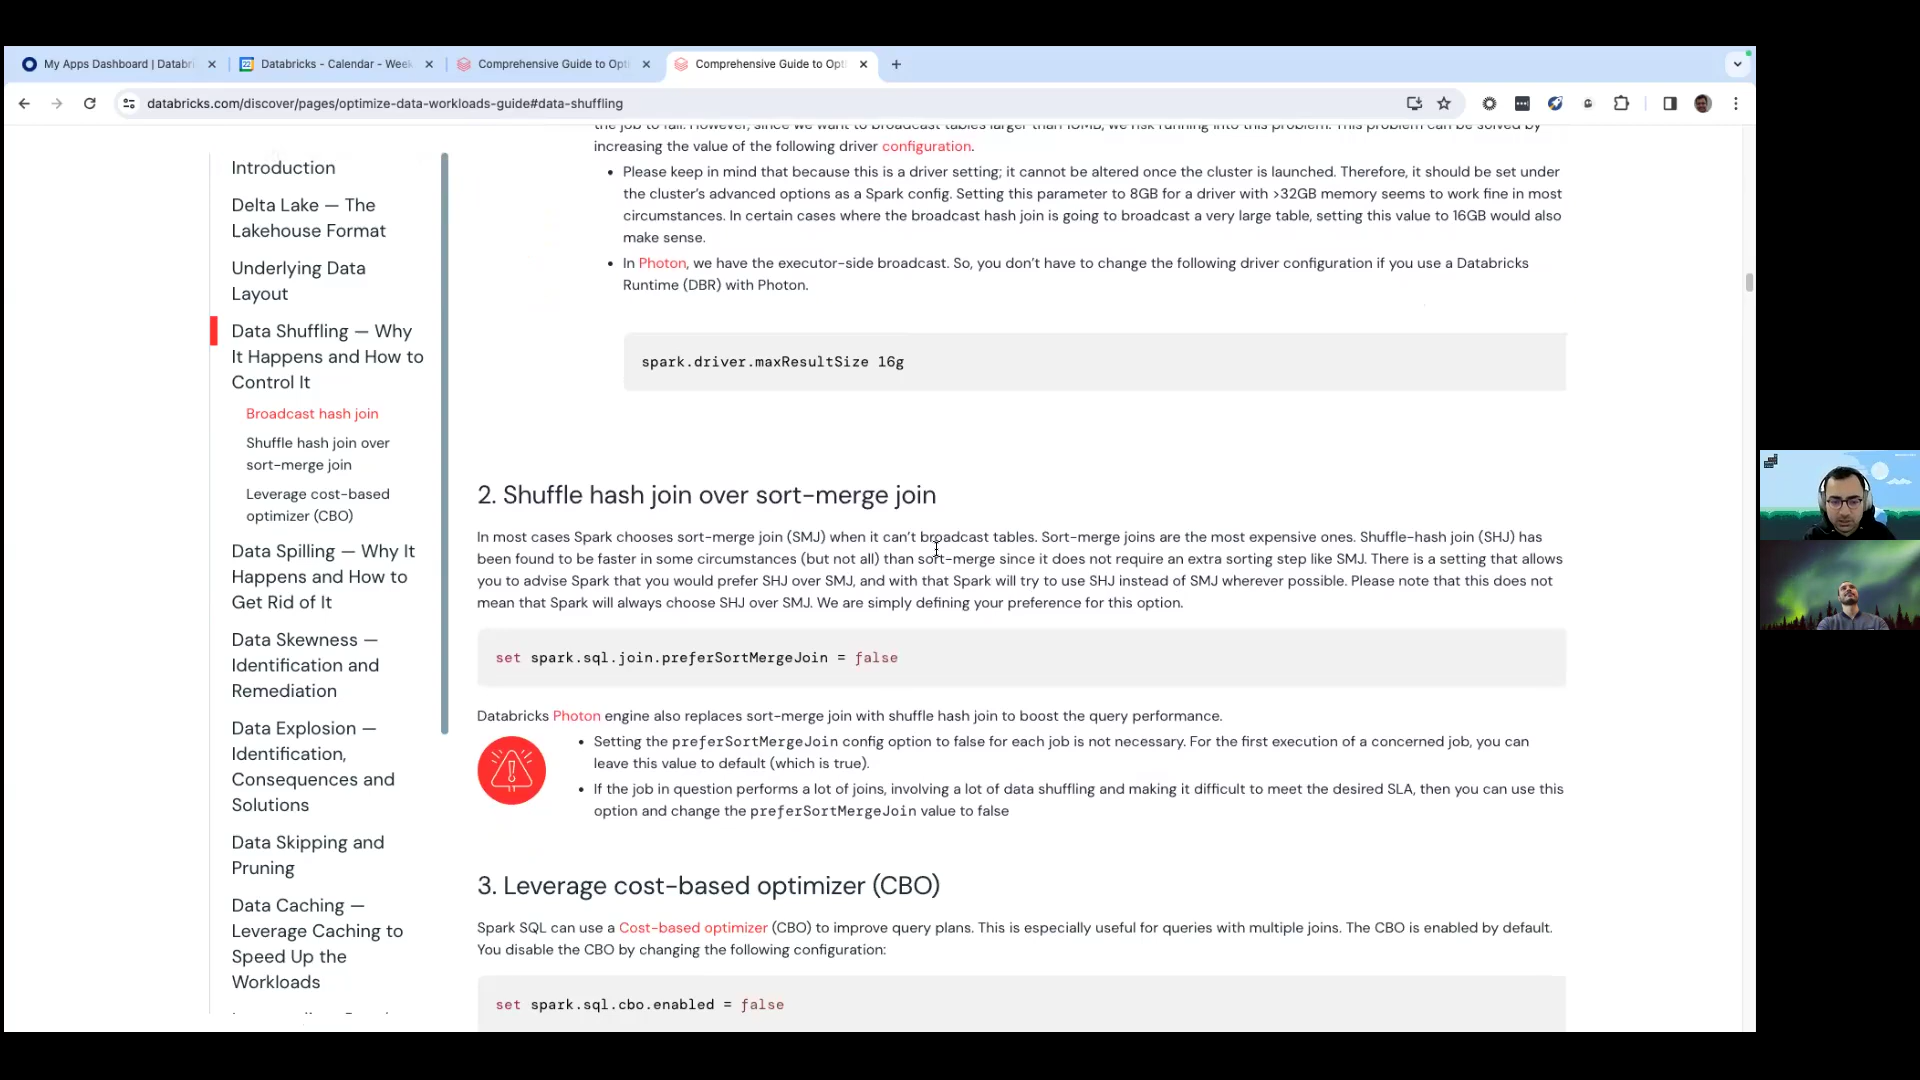 My Apps Dashboard | Databri
Databricks - Calendar - Week
Comprehensive Guide to Opti
Comprehensive Guide to Opti
databricks.com/discover/pages/optimize-data-workloads-guide#data-shuffling
Introduction
Delta Lake — The
Lakehouse Format
Underlying Data
Layout
Data Shuffling — Why
It Happens and How to
Control It
Broadcast hash join
Shuffle hash join over
sort-merge join
Leverage cost-based
optimizer (CBO)
Data Spilling — Why It
Happens and How to
Get Rid of It
Data Skewness —
Identification and
Remediation
Data Explosion —
Identification,
Consequences and
Solutions
Data Skipping and
Pruning
Data Caching —
Leverage Caching to
Speed Up the
Workloads
the job to fail. However, since we want to broadcast tables larger than 10MB, we risk running into this problem. This problem can be solved by
increasing the value of the following driver configuration.
• Please keep in mind that because this is a driver setting; it cannot be altered once the cluster is launched. Therefore, it should be set under
the cluster's advanced options as a Spark config. Setting this parameter to 8GB for a driver with >32GB memory seems to work fine in most
circumstances. In certain cases where the broadcast hash join is going to broadcast a very large table, setting this value to 16GB would also
make sense.
• In Photon, we have the executor-side broadcast. So, you don't have to change the following driver configuration if you use a Databricks
Runtime (DBR) with Photon.
spark.driver.maxResultSize 16g
2. Shuffle hash join over sort-merge join
In most cases Spark chooses sort-merge join (SMJ) when it can't broadcast tables. Sort-merge joins are the most expensive ones. Shuffle-hash join (SHJ) has
been found to be faster in some circumstances (but not all) than sort-merge since it does not require an extra sorting step like SMJ. There is a setting that allows
you to advise Spark that you would prefer SHJ over SMJ, and with that Spark will try to use SHJ instead of SMJ wherever possible. Please note that this does not
mean that Spark will always choose SHJ over SMJ. We are simply defining your preference for this option.
set spark.sql.join.preferSortMergeJoin = false
Databricks Photon engine also replaces sort-merge join with shuffle hash join to boost the query performance.
• Setting the preferSortMergeJoin config option to false for each job is not necessary. For the first execution of a concerned job, you can
leave this value to default (which is true).
• If the job in question performs a lot of joins, involving a lot of data shuffling and making it difficult to meet the desired SLA, then you can use this
option and change the preferSortMergeJoin value to false
3. Leverage cost-based optimizer (CBO)
Spark SQL can use a Cost-based optimizer (CBO) to improve query plans. This is especially useful for queries with multiple joins. The CBO is enabled by default.
You disable the CBO by changing the following configuration:
set spark.sql.cbo.enabled = false